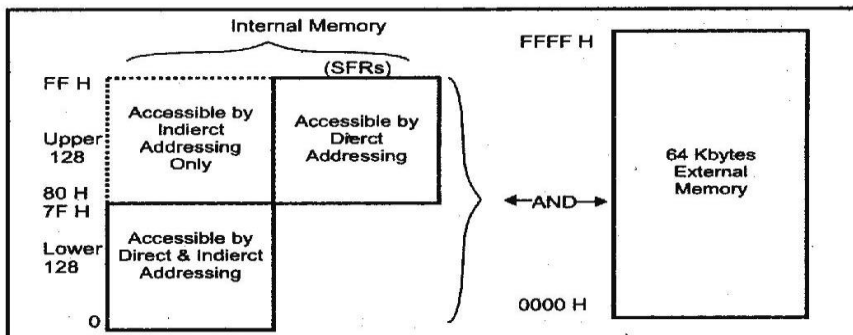 Internal Memory
(SFRs)
FF H
Upper
128
80 H
7F H
Lower
128
0
Accessible by
Indierct
Addressing
Only
Accessible by
Dierct
Addressing
Accessible by
Direct & Indierct
Addressing
AND
FFFF H
64 Kbytes
External
Memory
0000 H